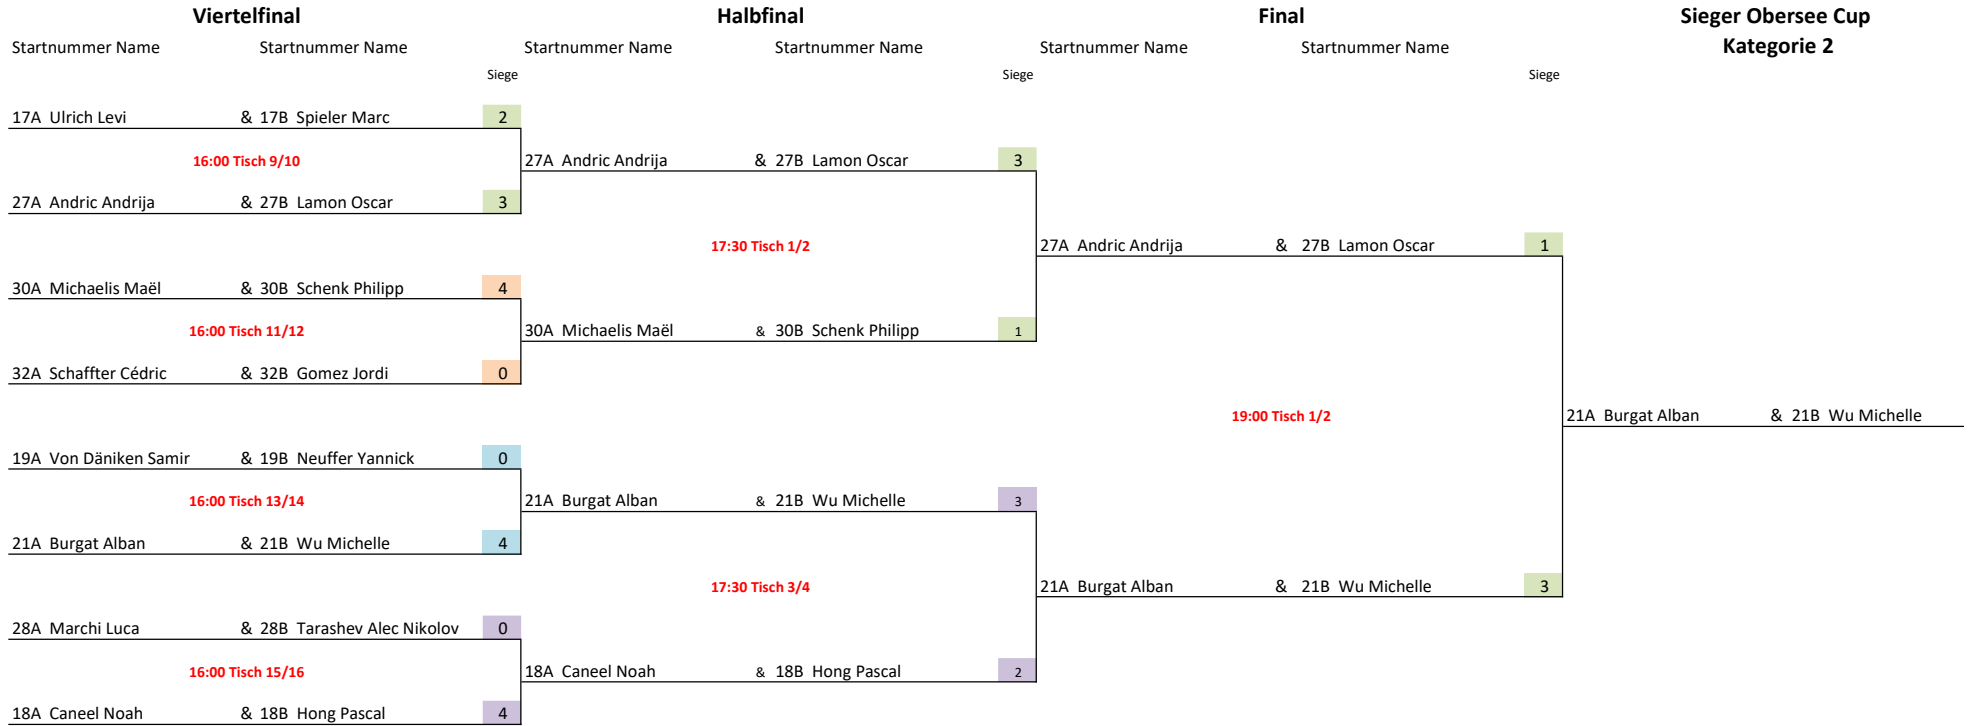 Viertelfinal Halbfinal Final Sieger Obersee Cup
Startnummer Name Startnummer Name Startnummer Name Startnummer Name Startnummer Name Startnummer Name Kategorie 2
Siege Siege Siege
17A Ulrich Levi & 17B Spieler Marc 2
16:00 Tisch 9/10 27A Andric Andrija & 27B Lamon Oscar 3
27A Andric Andrija & 27B Lamon Oscar 3
17:30 Tisch 1/2 27A Andric Andrija & 27B Lamon Oscar 1
30A Michaelis Maël & 30B Schenk Philipp 4
16:00 Tisch 11/12 30A Michaelis Maël & 30B Schenk Philipp 1
32A Schaffter Cédric & 32B Gomez Jordi 0
19:00 Tisch 1/2 21A Burgat Alban & 21B Wu Michelle
19A Von Däniken Samir & 19B Neuffer Yannick 0
16:00 Tisch 13/14 21A Burgat Alban & 21B Wu Michelle 3
21A Burgat Alban & 21B Wu Michelle 4
17:30 Tisch 3/4 21A Burgat Alban & 21B Wu Michelle 3
28A Marchi Luca & 28B Tarashev Alec Nikolov 0
16:00 Tisch 15/16 18A Caneel Noah & 18B Hong Pascal 2
18A Caneel Noah & 18B Hong Pascal 4